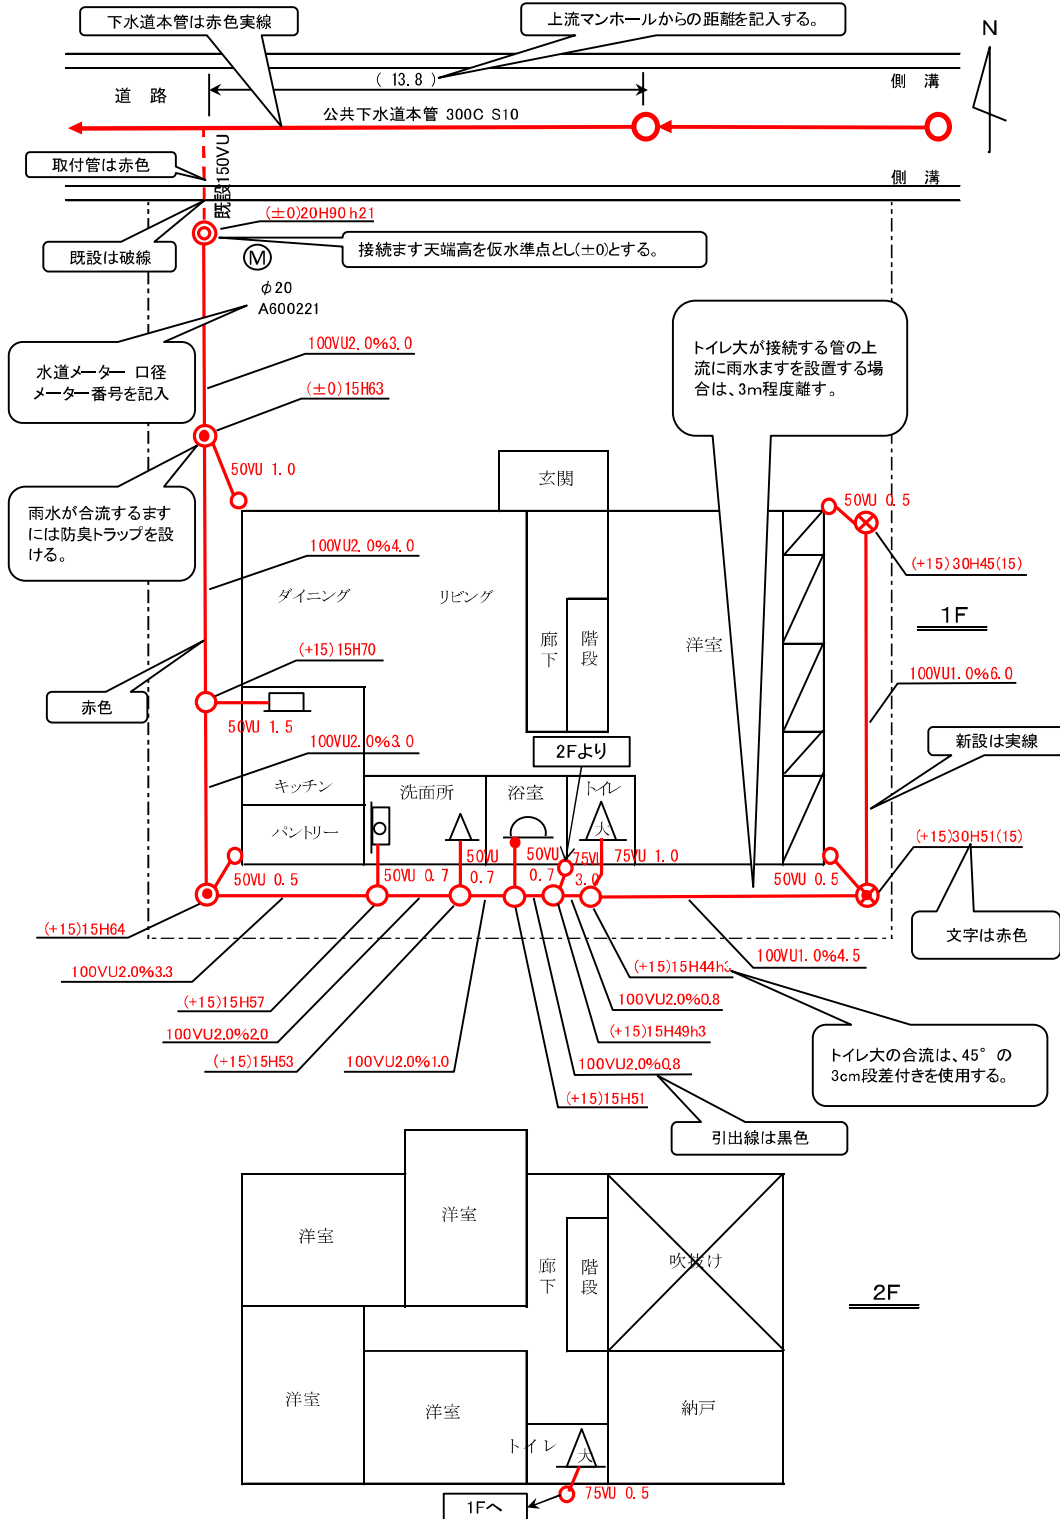 下水道本管は赤色実線
上流マンホールからの距離を記入する。
N
( 13.8 )
道 路
側 溝
公共下水道本管 300C S10
取付管は赤色
既設150VU
側 溝
(±0)20H90 h21
既設は破線
接続ます天端高を仮水準点とし(±0)とする。
M
φ20
A600221
水道メーター 口径
メーター番号を記入
100VU2.0%3.0
(±0)15H63
トイレ大が接続する管の上
流に雨水ますを設置する場
合は、3m程度離す。
50VU 1.0
雨水が合流するます
には防臭トラップを設
ける。
玄関
50VU 0.5
100VU2.0%4.0
(+15)30H45(15)
ダイニング
リビング
廊下
階段
洋室
1F
(+15)15H70
100VU1.0%6.0
赤色
50VU 1.5
100VU2.0%3.0
2Fより
新設は実線
キッチン
洗面所
浴室
トイレ
大
パントリー
(+15)30H51(15)
50VU 0.5
50VU 0.7
50VU
0.7
50VU
0.7
75VU
3.0
75VU 1.0
50VU 0.5
(+15)15H64
文字は赤色
100VU2.0%3.3
(+15)15H57
100VU2.0%2.0
(+15)15H53
100VU2.0%1.0
(+15)15H44h3
100VU1.0%4.5
100VU2.0%0.8
(+15)15H49h3
100VU2.0%0.8
(+15)15H51
トイレ大の合流は、45°の
3cm段差付きを使用する。
引出線は黒色
洋室
洋室
廊下
階段
吹抜け
2F
洋室
洋室
納戸
トイレ
大
75VU 0.5
1Fへ